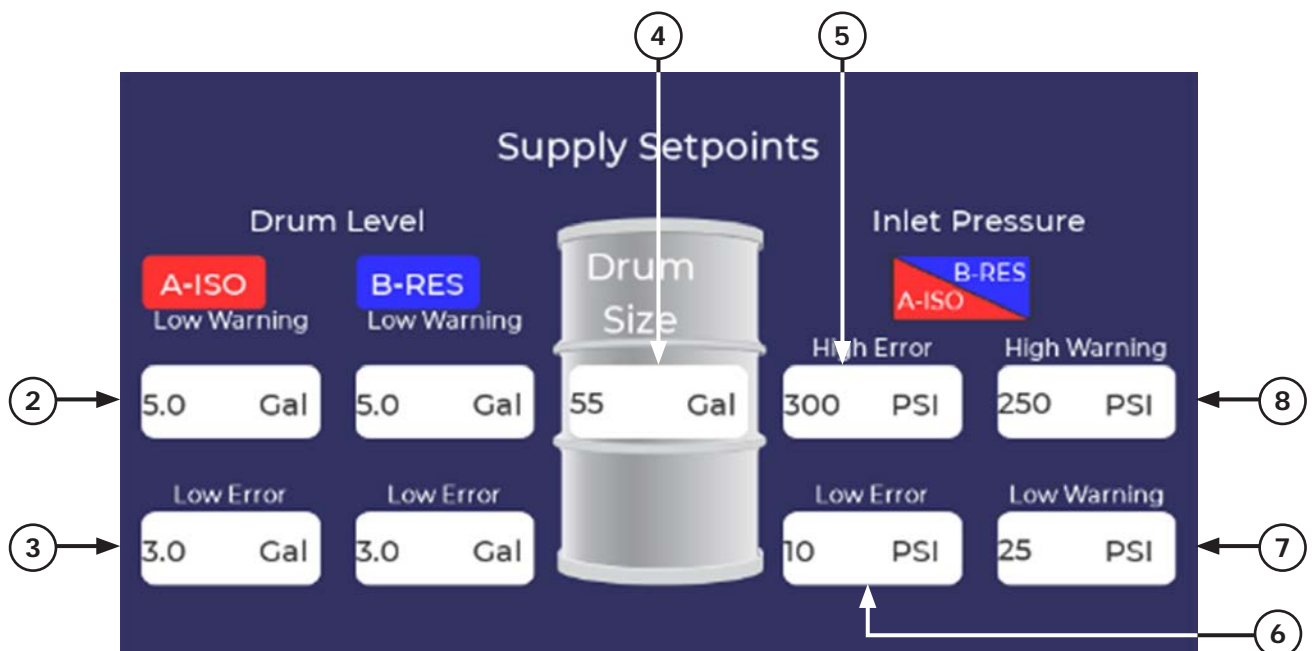 4 5
Supply Setpoints
Drum Level
Inlet Pressure
A-ISO
B-RES
Drum
Size
B-RES
A-ISO
Low Warning
Low Warning
High Error
High Warning
2
5.0 Gal
5.0 Gal
55 Gal
300 PSI
250 PSI
8
Low Error
Low Error
Low Error
Low Warning
3
3.0 Gal
3.0 Gal
10 PSI
25 PSI
7
6